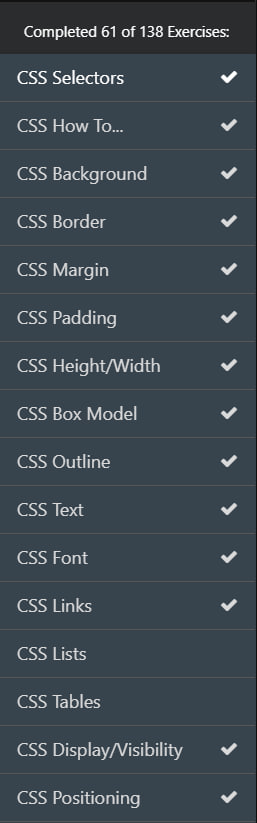 Completed 61 of 138 Exercises:
CSS Selectors
CSS How To...
CSS Background
CSS Border
CSS Margin
CSS Padding
CSS Height/Width
CSS Box Model
CSS Outline
CSS Text
CSS Font
CSS Links
CSS Lists
CSS Tables
CSS Display/Visibility
CSS Positioning